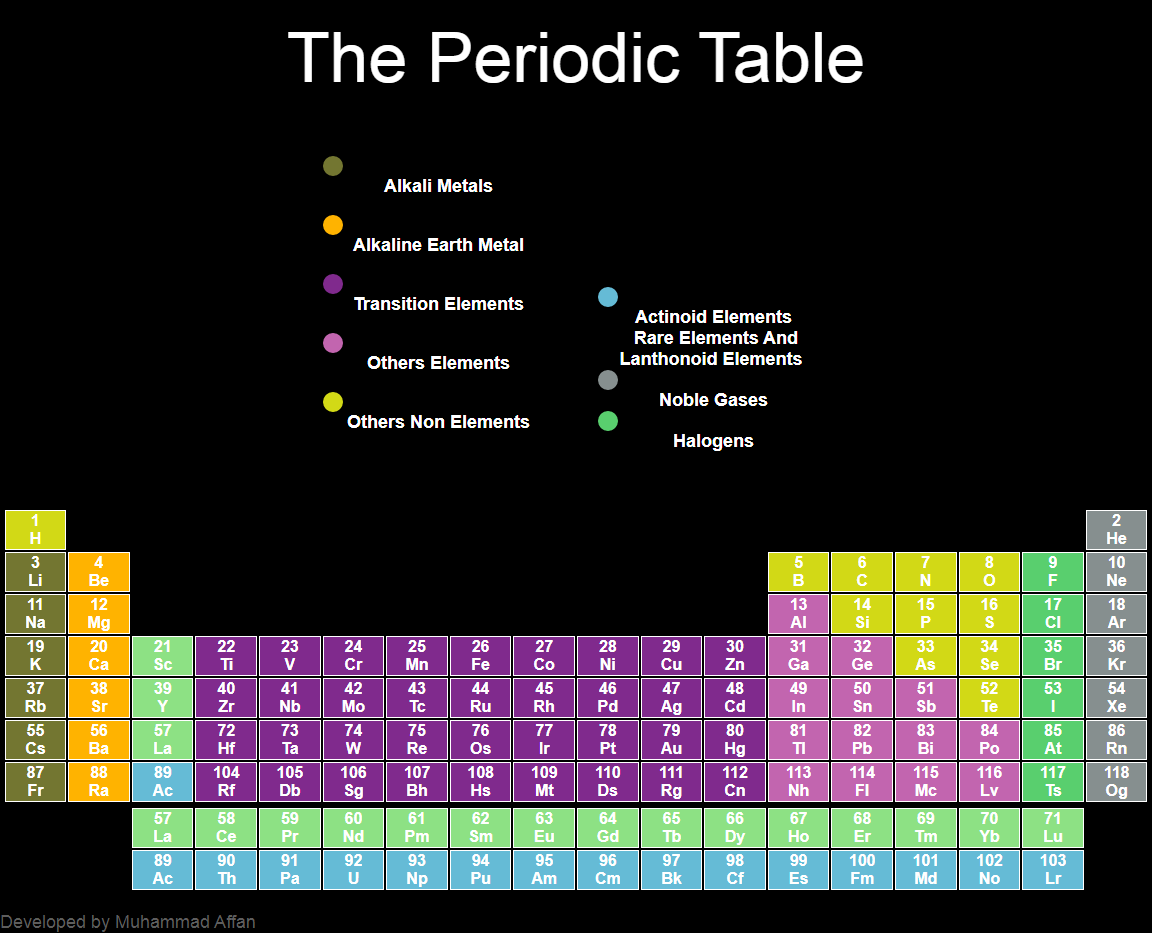 The Periodic Table
Alkali Metals
Alkaline Earth Metal
Transition Elements
Others Elements
Others Non Elements
Actinoid Elements
Rare Elements And
Lanthonoid Elements
Noble Gases
Halogens
1 2
H He
3 4 5 6 7 8 9 10
Li Be B C N O F Ne
11 12 13 14 15 16 17 18
Na Mg Al Si P S Cl Ar
19 20 21 22 23 24 25 26 27 28 29 30 31 32 33 34 35 36
K Ca Sc Ti V Cr Mn Fe Co Ni Cu Zn Ga Ge As Se Br Kr
37 38 39 40 41 42 43 44 45 46 47 48 49 50 51 52 53 54
Rb Sr Y Zr Nb Mo Tc Ru Rh Pd Ag Cd In Sn Sb Te I Xe
55 56 57 72 73 74 75 76 77 78 79 80 81 82 83 84 85 86
Cs Ba La Hf Ta W Re Os Ir Pt Au Hg Tl Pb Bi Po At Rn
87 88 89 104 105 106 107 108 109 110 111 112 113 114 115 116 117 118
Fr Ra Ac Rf Db Sg Bh Hs Mt Ds Rg Cn Nh Fl Mc Lv Ts Og
57 58 59 60 61 62 63 64 65 66 67 68 69 70 71
La Ce Pr Nd Pm Sm Eu Gd Tb Dy Ho Er Tm Yb Lu
89 90 91 92 93 94 95 96 97 98 99 100 101 102 103
Ac Th Pa U Np Pu Am Cm Bk Cf Es Fm Md No Lr
Developed by Muhammad Affan